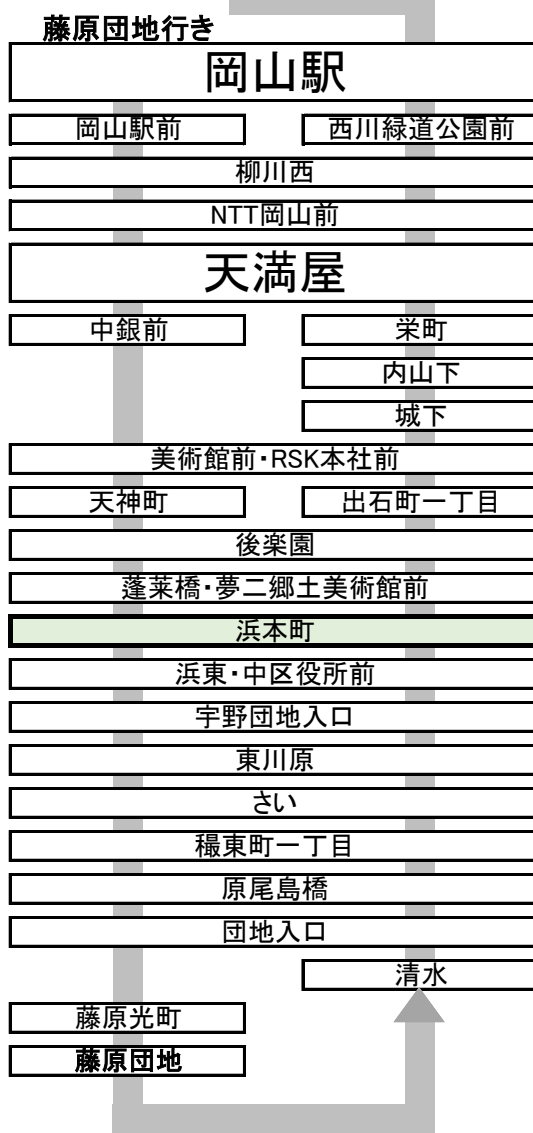 藤原団地行き
岡山駅
岡山駅前 西川緑道公園前
柳川西
NTT岡山前
天満屋
中銀前 栄町
内山下
城下
美術館前・RSK本社前
天神町 出石町一丁目
後楽園
蓬莱橋・夢二郷土美術館前
浜本町
浜東・中区役所前
宇野団地入口
東川原
さい
穝東町一丁目
原尾島橋
団地入口
清水
藤原光町
藤原団地